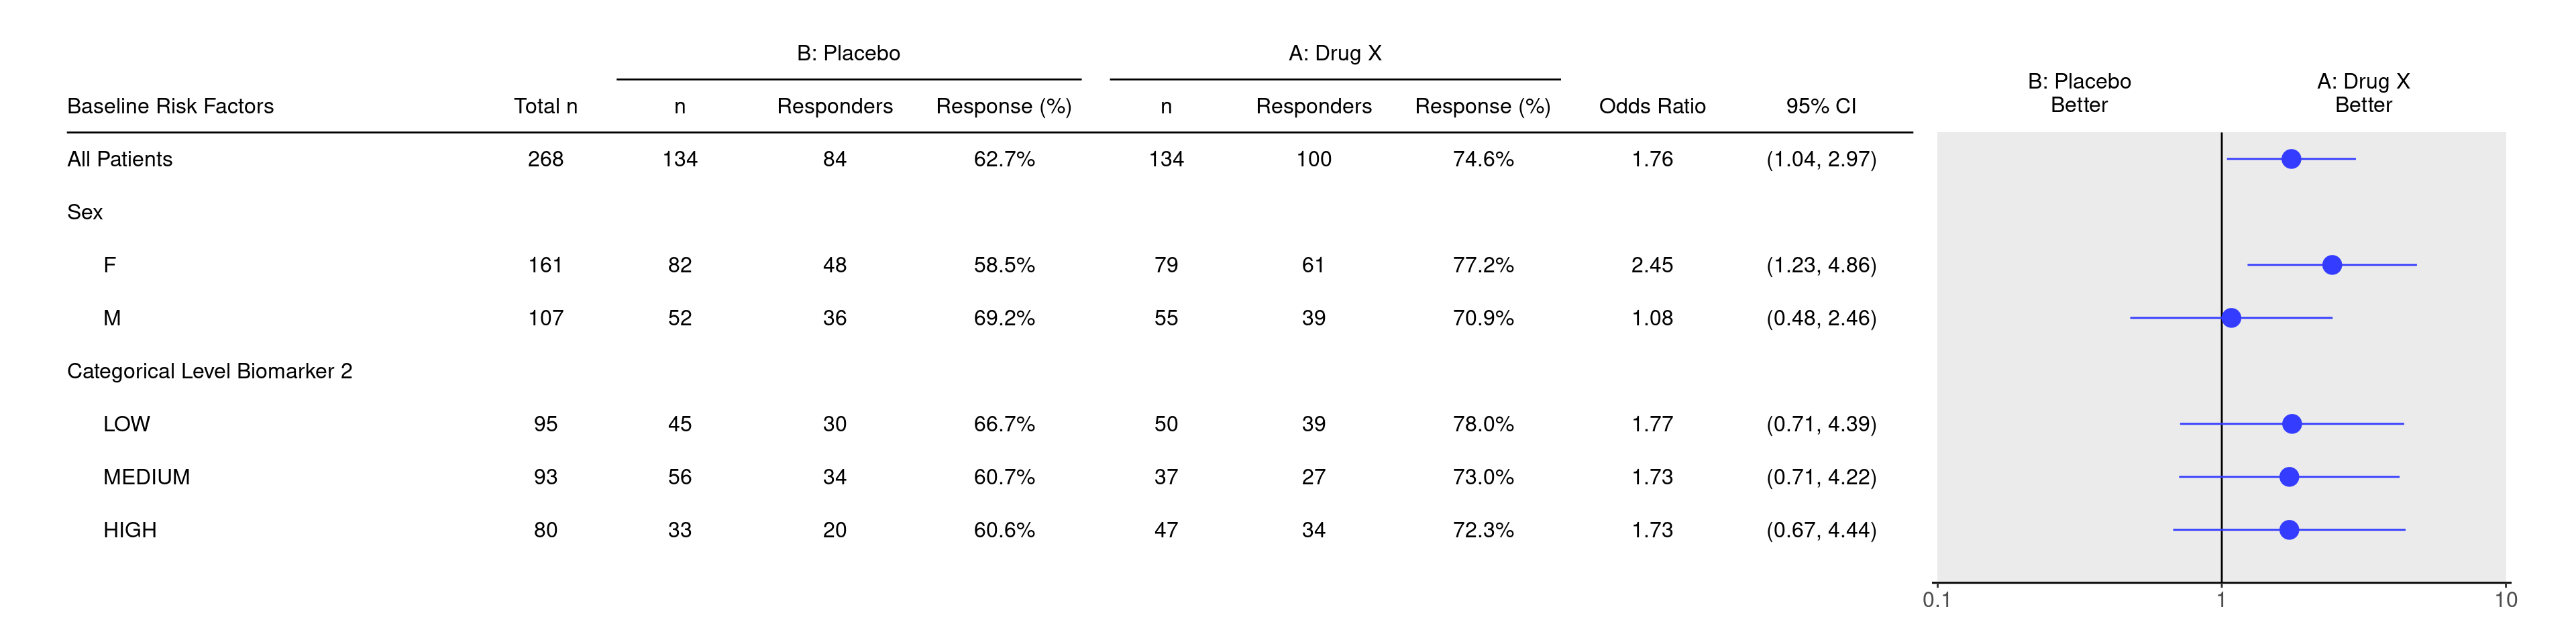 B: Placebo A: Drug X
B: Placebo A: Drug X
Better Better
Baseline Risk Factors Total n n Responders Response (%) n Responders Response (%) Odds Ratio 95% CI
All Patients 268 134 84 62.7% 134 100 74.6% 1.76 (1.04, 2.97)
Sex
F 161 82 48 58.5% 79 61 77.2% 2.45 (1.23, 4.86)
M 107 52 36 69.2% 55 39 70.9% 1.08 (0.48, 2.46)
Categorical Level Biomarker 2
LOW 95 45 30 66.7% 50 39 78.0% 1.77 (0.71, 4.39)
MEDIUM 93 56 34 60.7% 37 27 73.0% 1.73 (0.71, 4.22)
HIGH 80 33 20 60.6% 47 34 72.3% 1.73 (0.67, 4.44)
0.1 1 10